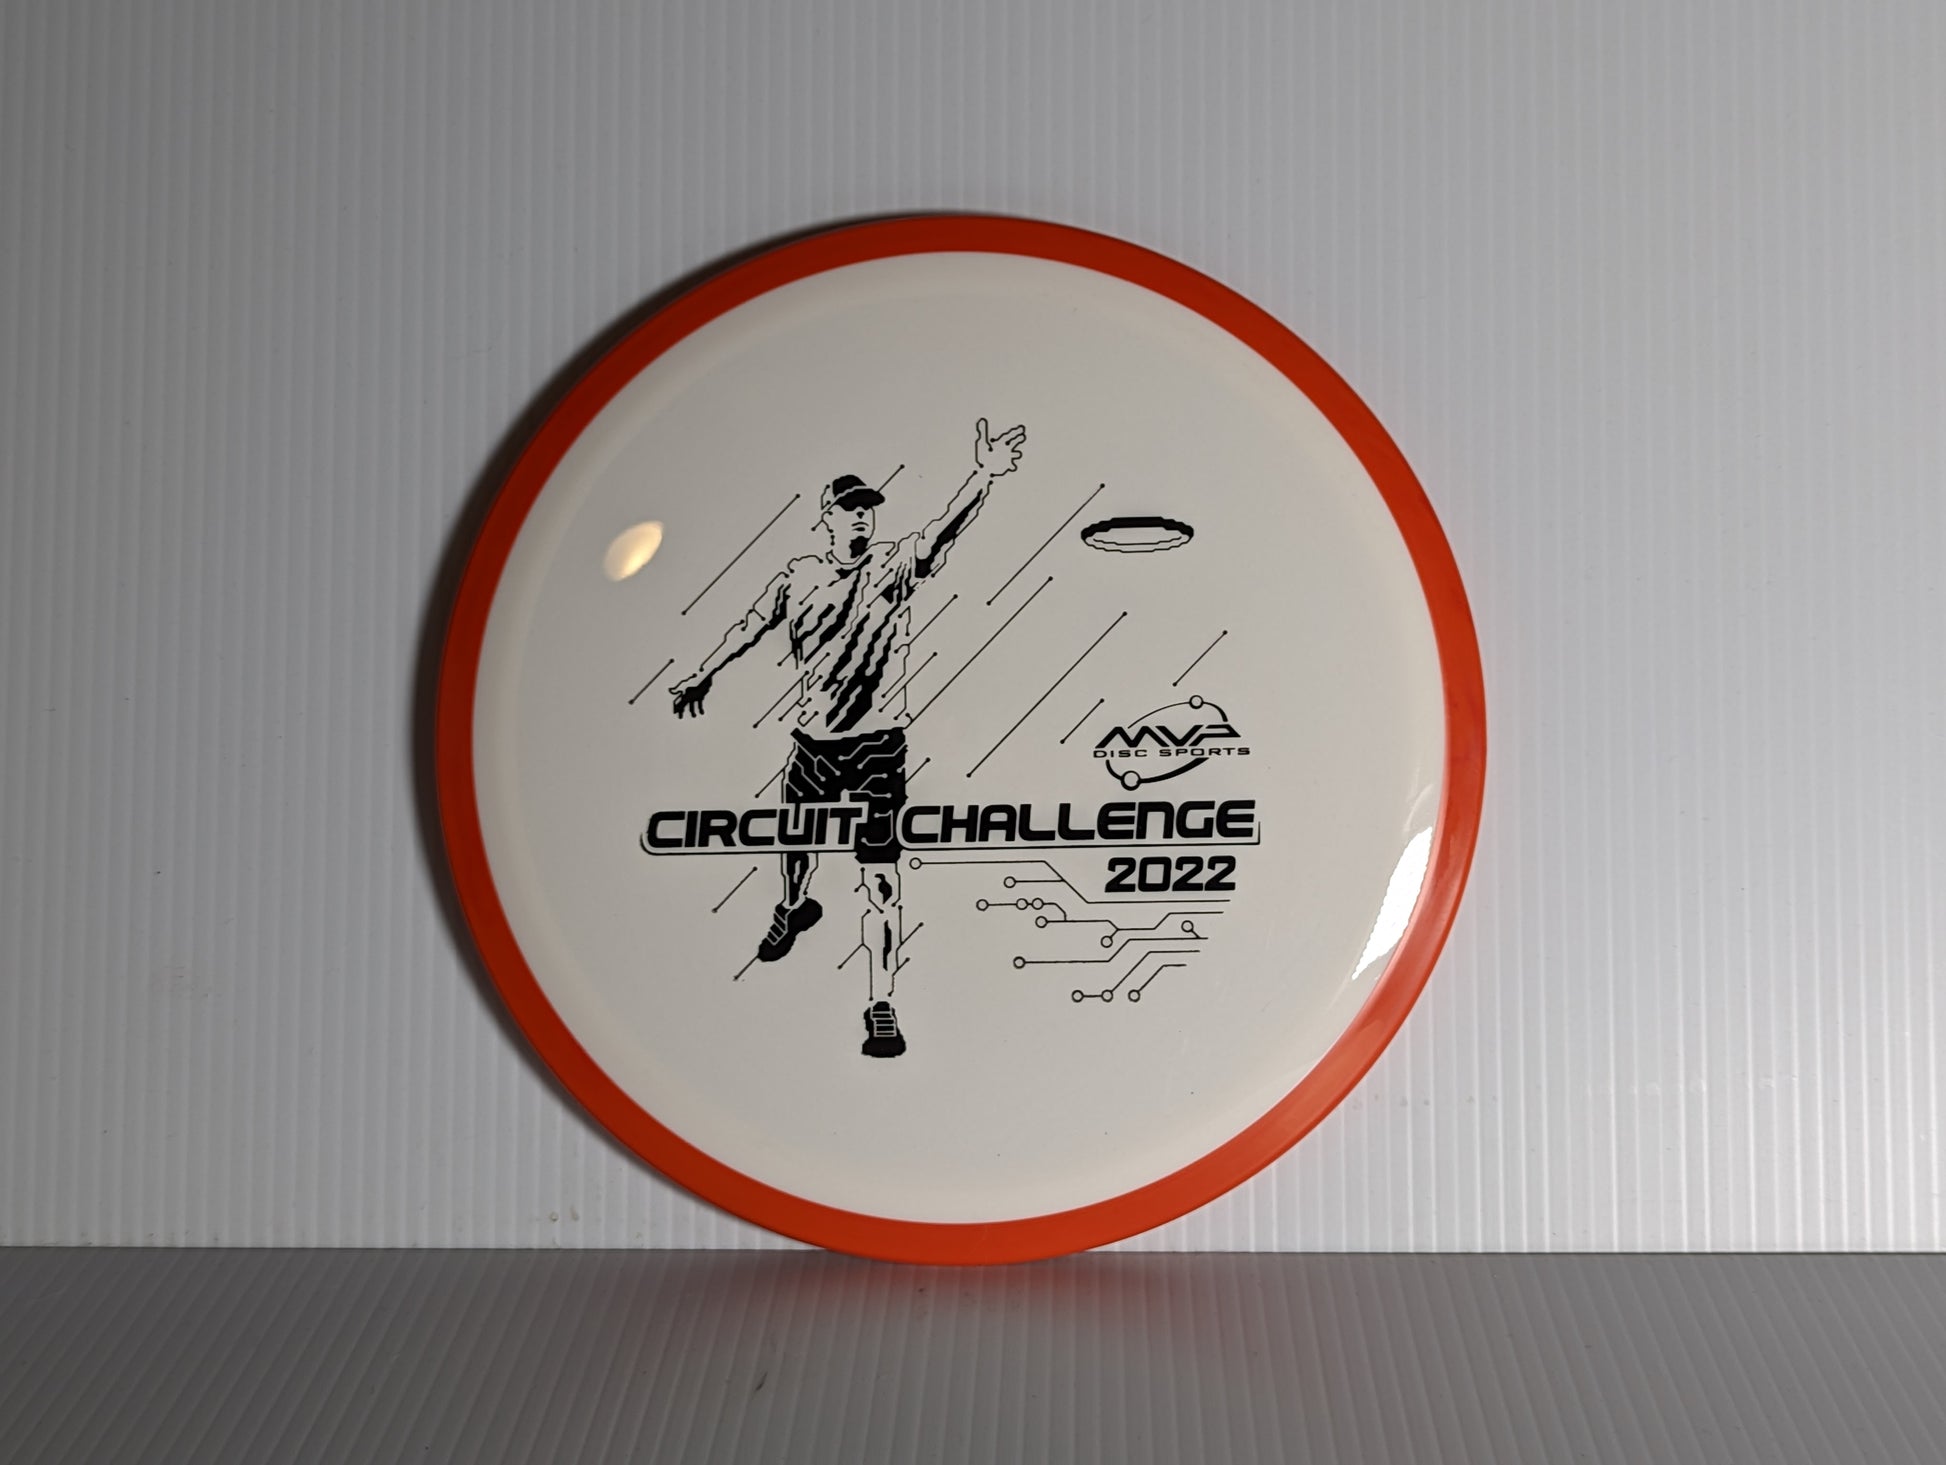 MVP
DISC SPORTS
CIRCUIT CHALLENGE
2022